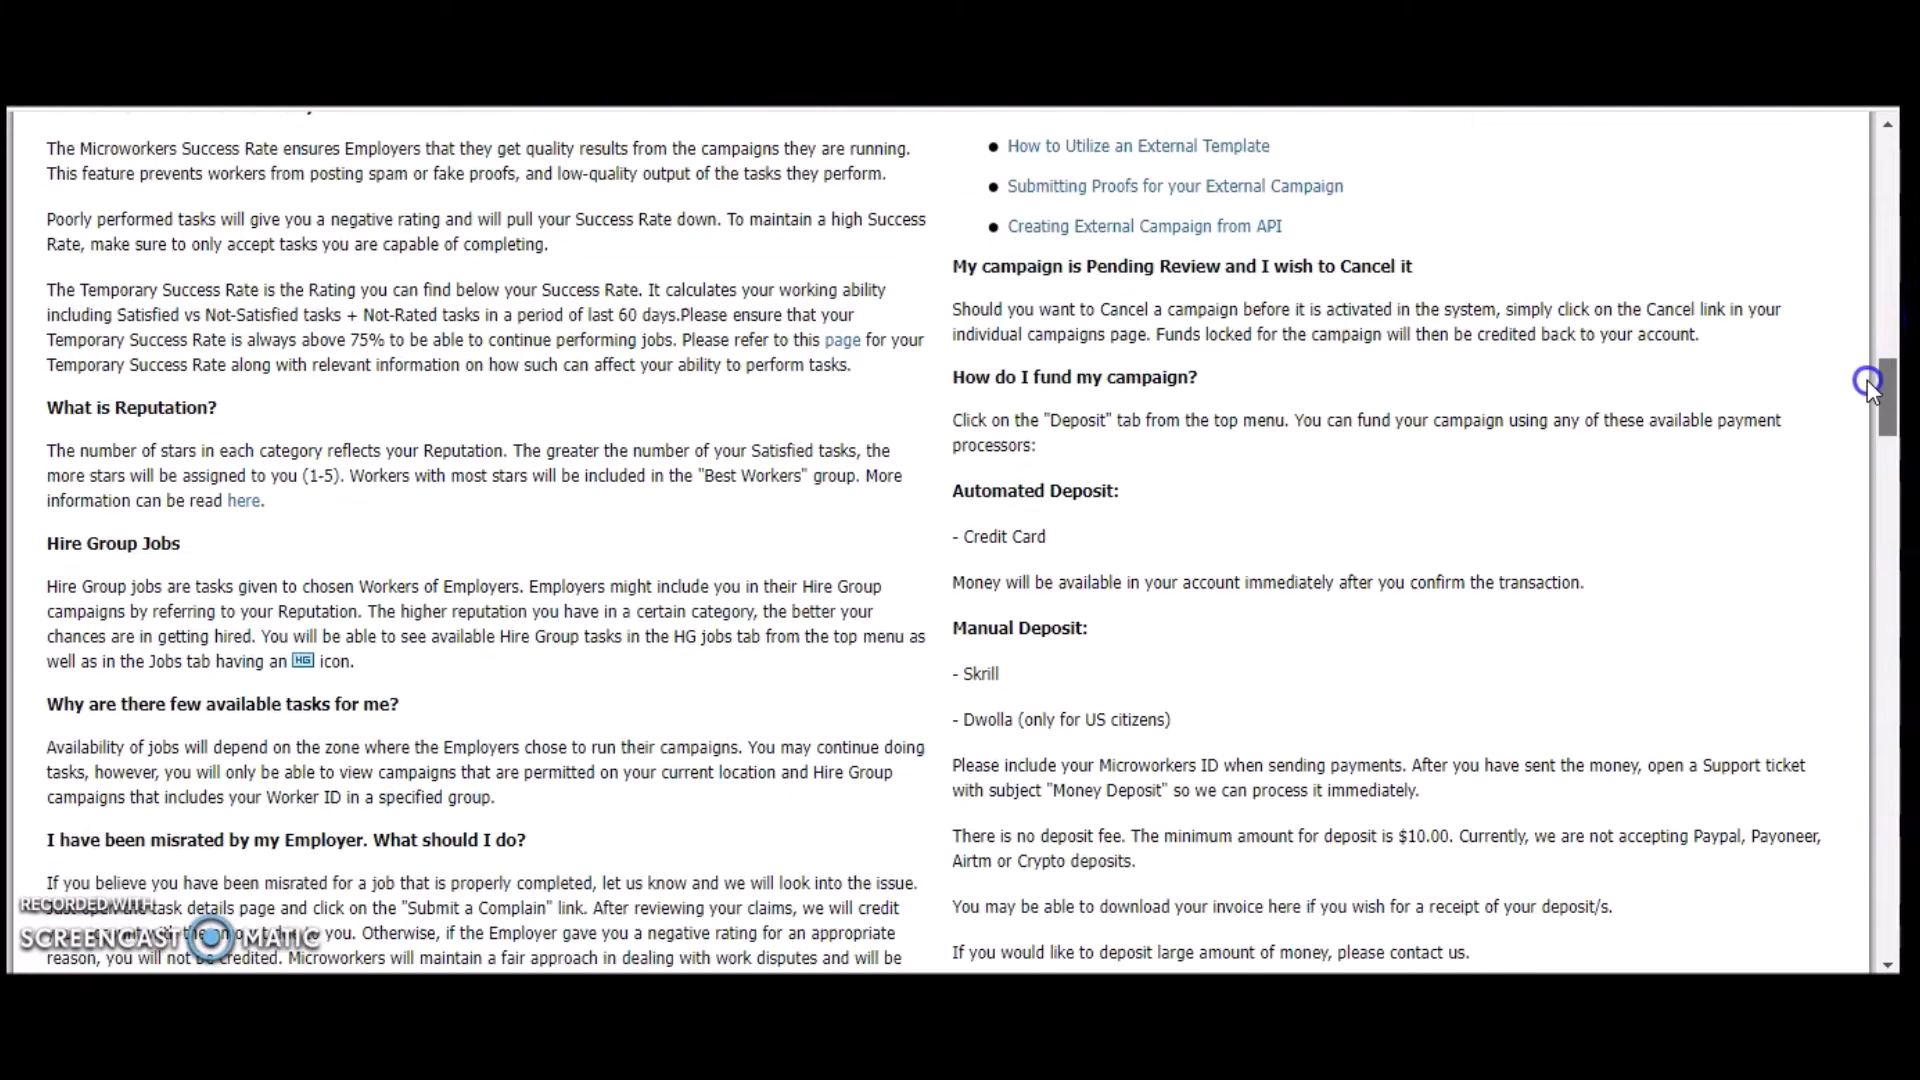 The Microworkers Success Rate ensures Employers that they get quality results from the campaigns they are running.
This feature prevents workers from posting spam or fake proofs, and low-quality output of the tasks they perform.
Poorly performed tasks will give you a negative rating and will pull your Success Rate down. To maintain a high Success
Rate, make sure to only accept tasks you are capable of completing.
The Temporary Success Rate is the Rating you can find below your Success Rate. It calculates your working ability
including Satisfied vs Not-Satisfied tasks + Not-Rated tasks in a period of last 60 days.Please ensure that your
Temporary Success Rate is always above 75% to be able to continue performing jobs. Please refer to this page for your
Temporary Success Rate along with relevant information on how such can affect your ability to perform tasks.
What is Reputation?
The number of stars in each category reflects your Reputation. The greater the number of your Satisfied tasks, the
more stars will be assigned to you (1-5). Workers with most stars will be included in the "Best Workers" group. More
information can be read here.
Hire Group Jobs
Hire Group jobs are tasks given to chosen Workers of Employers. Employers might include you in their Hire Group
campaigns by referring to your Reputation. The higher reputation you have in a certain category, the better your
chances are in getting hired. You will be able to see available Hire Group tasks in the HG jobs tab from the top menu as
well as in the Jobs tab having an HG icon.
Why are there few available tasks for me?
Availability of jobs will depend on the zone where the Employers chose to run their campaigns. You may continue doing
tasks, however, you will only be able to view campaigns that are permitted on your current location and Hire Group
campaigns that includes your Worker ID in a specified group.
I have been misrated by my Employer. What should I do?
If you believe you have been misrated for a job that is properly completed, let us know and we will look into the issue.
task details page and click on the "Submit a Complain" link. After reviewing your claims, we will credit
you. Otherwise, if the Employer gave you a negative rating for an appropriate
reason, you will not be credited. Microworkers will maintain a fair approach in dealing with work disputes and will be
How to Utilize an External Template
Submitting Proofs for your External Campaign
Creating External Campaign from API
My campaign is Pending Review and I wish to Cancel it
Should you want to Cancel a campaign before it is activated in the system, simply click on the Cancel link in your
individual campaigns page. Funds locked for the campaign will then be credited back to your account.
How do I fund my campaign?
Click on the "Deposit" tab from the top menu. You can fund your campaign using any of these available payment
processors:
Automated Deposit:
- Credit Card
Money will be available in your account immediately after you confirm the transaction.
Manual Deposit:
- Skrill
- Dwolla (only for US citizens)
Please include your Microworkers ID when sending payments. After you have sent the money, open a Support ticket
with subject "Money Deposit" so we can process it immediately.
There is no deposit fee. The minimum amount for deposit is $10.00. Currently, we are not accepting Paypal, Payoneer,
Airtm or Crypto deposits.
You may be able to download your invoice here if you wish for a receipt of your deposit/s.
If you would like to deposit large amount of money, please contact us.
RECORDED WITH
SCREENCAST MATIC